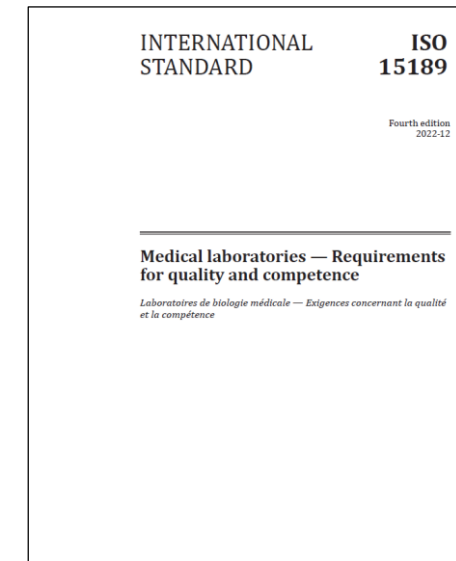 INTERNATIONAL
STANDARD
ISO
15189
Fourth edition
2022-12
Medical laboratories — Requirements
for quality and competence
Laboratoires de biologie médicale — Exigences concernant la qualité
et la compétence